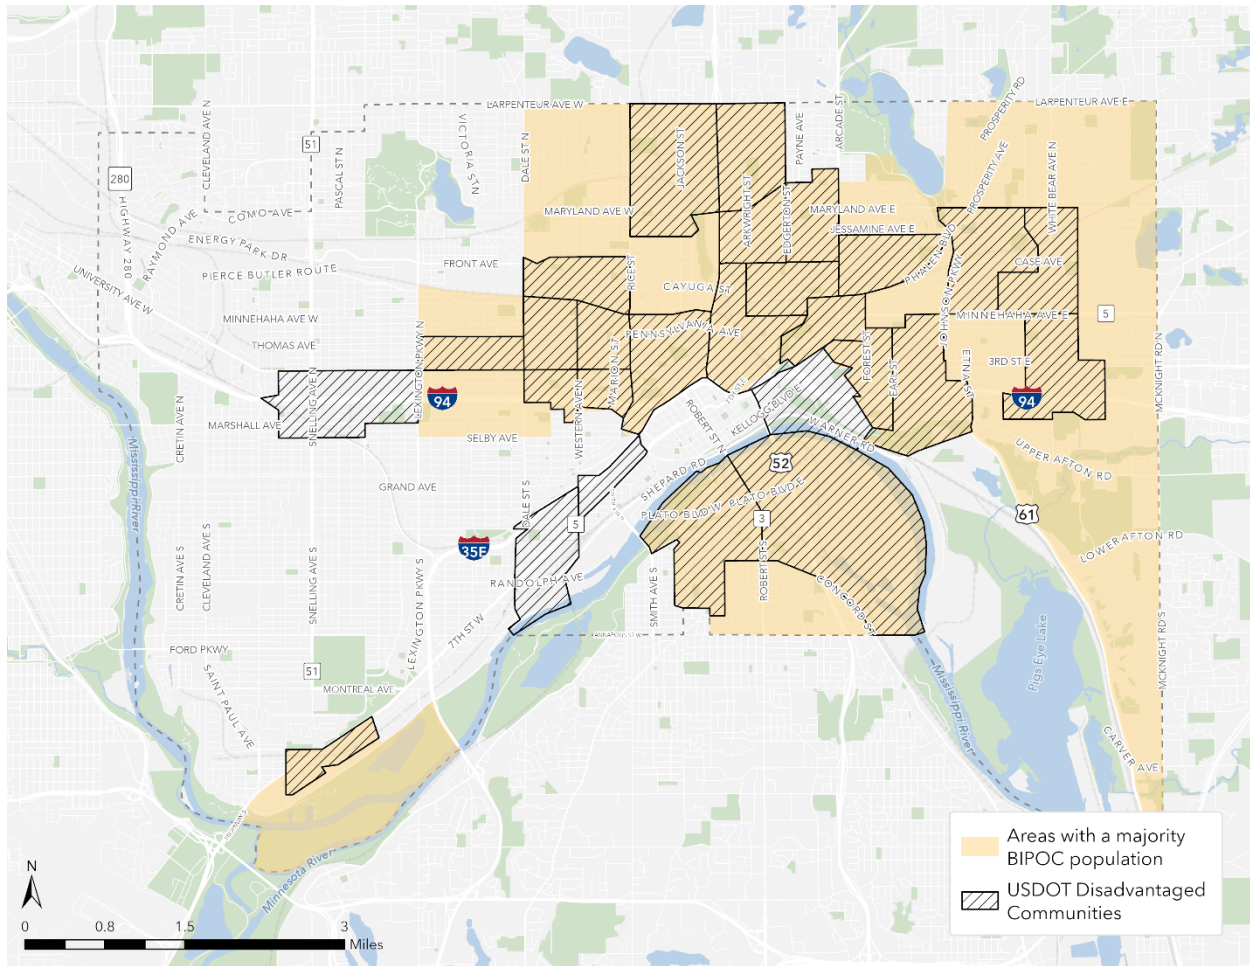 LARPENTEUR AVE W
LARPENTEUR AVE E
CLEVELAND AVE N
51
PASCAL ST N
VICTORIA ST N
DALE ST N
JACKSON ST
PAYNE AVE
ARCADE ST
PROSPERITY RD
PROSPERITY AVE
WHITE BEAR AVE N
280
HIGHWAY 280
RAYMOND AVE
COMO AVE
ENERGY PARK DR
PIERCE BUTLER ROUTE
UNIVERSITY AVE W
MARYLAND AVE W
ARKWRIGHT ST
EDGERTON ST
MARYLAND AVE E
JESSAMINE AVE E
FRONT AVE
RICE ST
CAYUGA ST
PHALEN BLVD
JOHNSON PKWY
CASE AVE
MINNEHAHA AVE W
MINNEHAHA AVE E
5
THOMAS AVE
LEXINGTON PKWY N
PENNSYLVANIA AVE
MARION ST
FOREST ST
EARL ST
ETNA ST
3RD ST E
MCKNIGHT RD N
SNELLING AVE N
94
94
7TH ST E
KELLOGG BLVD E
ROBERT ST N
WESTERN AVE N
MARSHALL AVE
CRETIN AVE N
SELBY AVE
WARNER RD
SHEPARD RD
52
UPPER AFTON RD
Mississippi River
GRAND AVE
DALE ST S
5
PLATO BLVD W
PLATO BLVD E
3
61
LOWER AFTON RD
35E
CRETIN AVE S
CLEVELAND AVE S
SNELLING AVE S
LEXINGTON PKWY S
RANDOLPH AVE
SMITH AVE S
ROBERT ST S
CONCORD ST
7TH ST W
ANNAPOLIS ST W
FORD PKWY
SAINT PAUL AVE
51
MONTREAL AVE
Mississippi River
Pigs Eye Lake
MCKNIGHT RD S
CARVER AVE
Minnesota River
N
0 0.8 1.5 3
Miles
Areas with a majority
BIPOC population
USDOT Disadvantaged
Communities